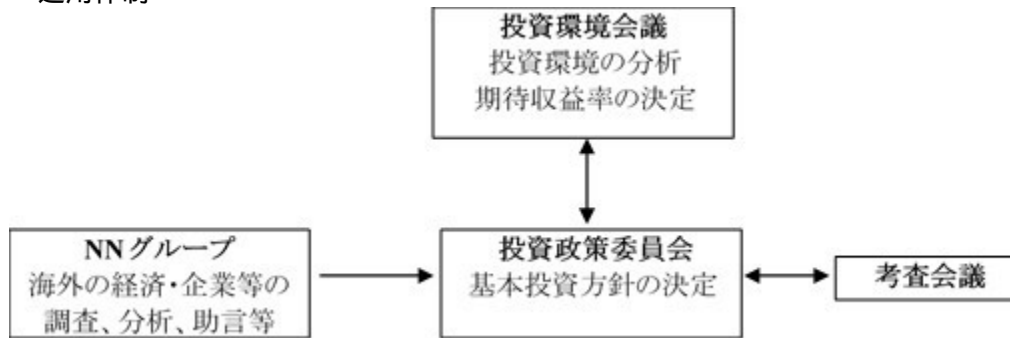 投資環境会議
投資環境の分析
期待収益率の決定
NNグループ
海外の経済・企業等の
調査、分析、助言等
投資政策委員会
基本投資方針の決定
考査会議